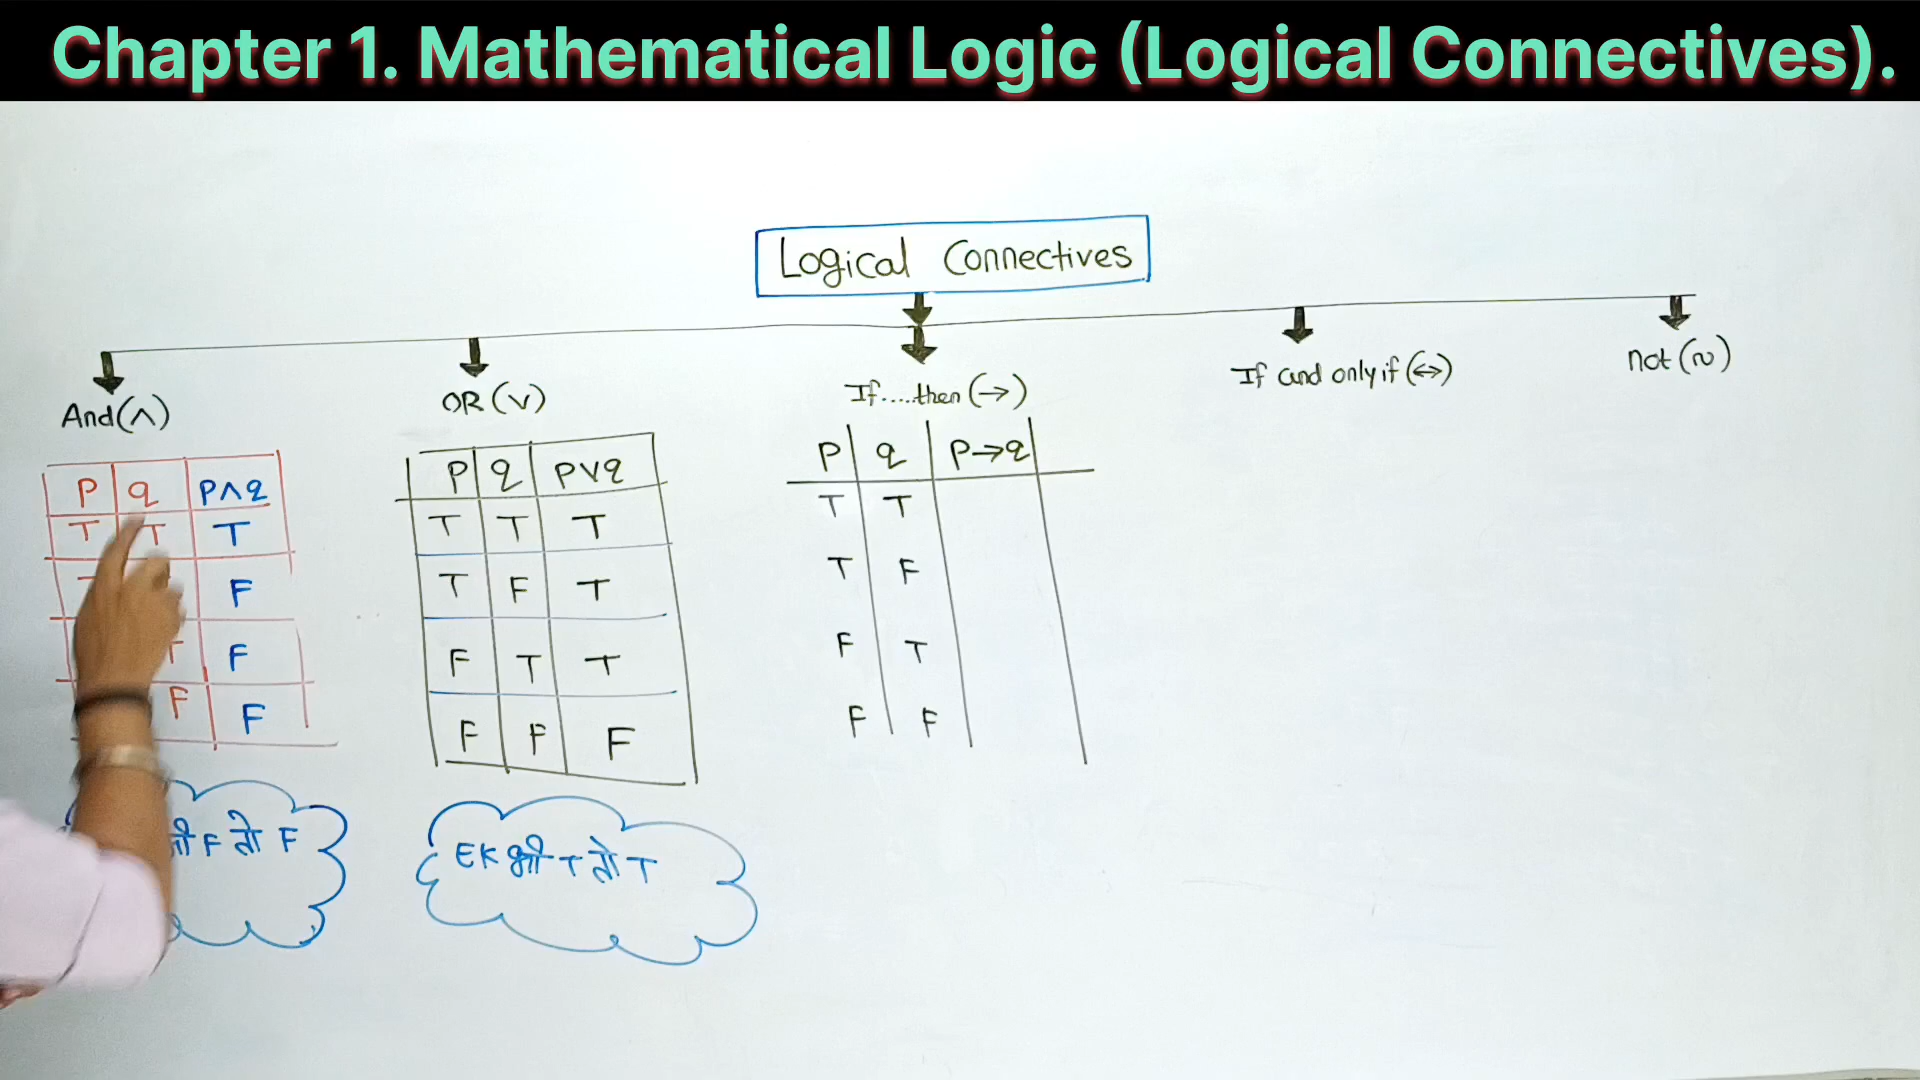 Chapter 1. Mathematical Logic (Logical Connectives).
Logical Connectives
And(∧)
OR (∨)
If.....then (→)
If and only if (↔)
not (~)
P q P∧q
T T T
F
T F
F F
P q P∨q
T T T
T F T
F T T
F F F
P q P→q
T T
T F
F T
F F
F तो F
EK भी T तो T